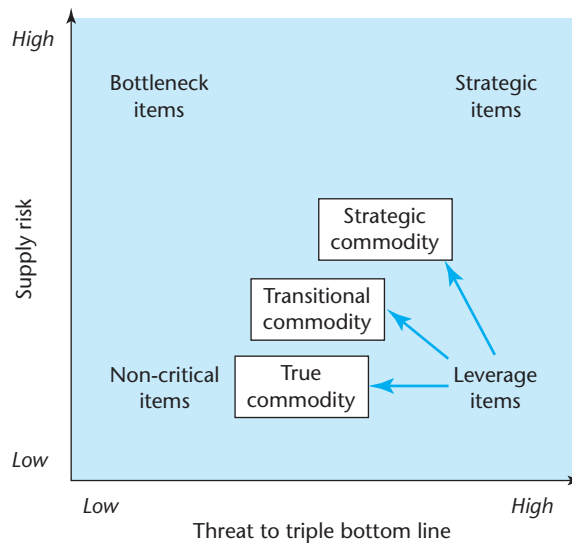 High
Bottleneck
items
Strategic
items
Supply risk
Strategic
commodity
Transitional
commodity
Non-critical
items
True
commodity
Leverage
items
Low
Low
High
Threat to triple bottom line